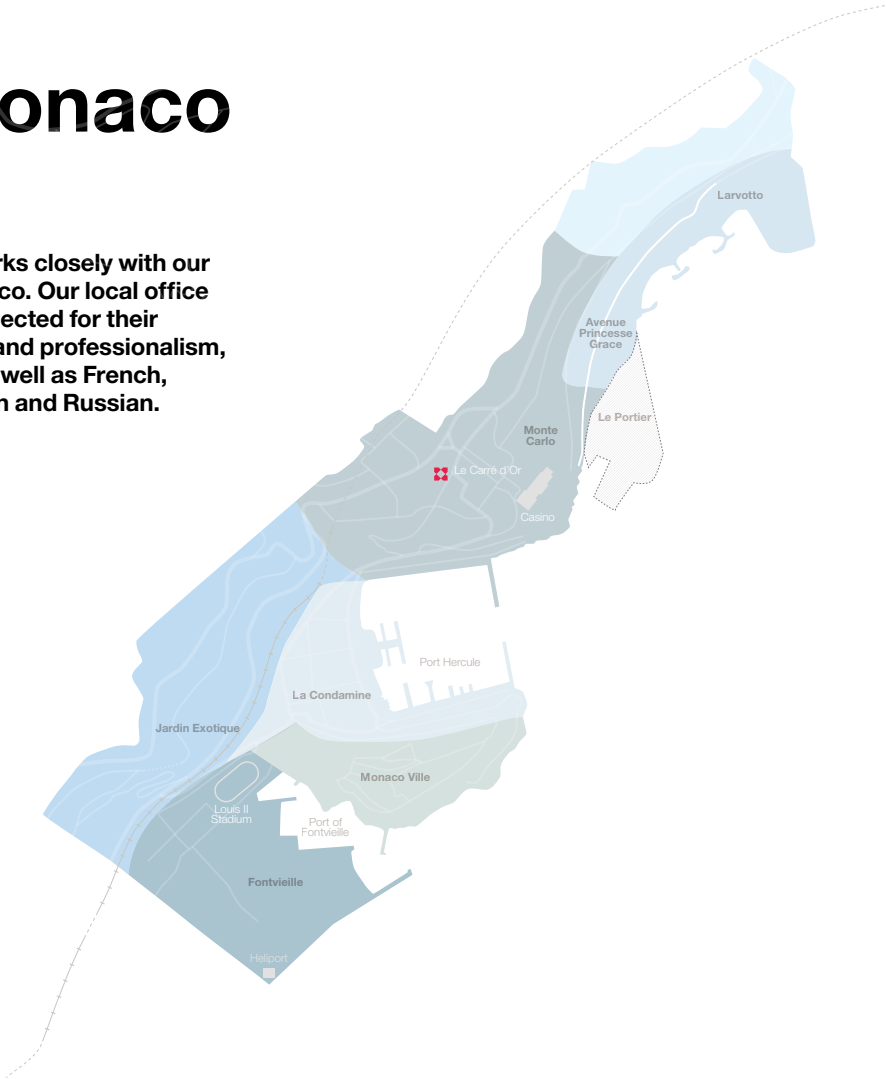 onaco
rks closely with our
co. Our local office
ected for their
and professionalism,
well as French,
n and Russian.
Larvotto
Avenue
Princesse
Grace
Le Portier
Monte
Carlo
Le Carré d'Or
Casino
Port Hercule
La Condamine
Jardin Exotique
Monaco Ville
Louis II
Stadium
Port of
Fontvieille
Fontvieille
Heliport